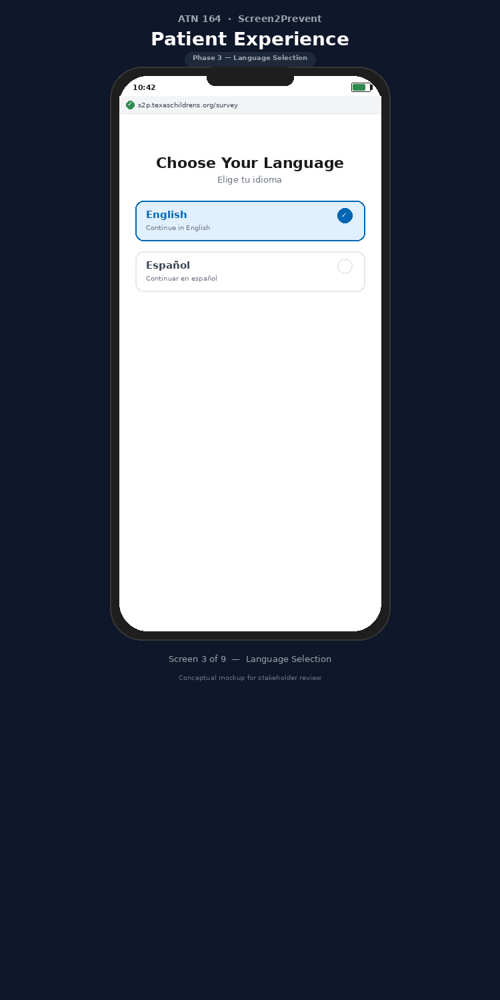 ATN 164 · Screen2Prevent
Patient Experience
Phase 3 — Language Selection
10:42
✓ s2p.texaschildrens.org/survey
Choose Your Language
Elige tu idioma
English
✓
Continue in English
Español
Continuar en español
Screen 3 of 9 — Language Selection
Conceptual mockup for stakeholder review